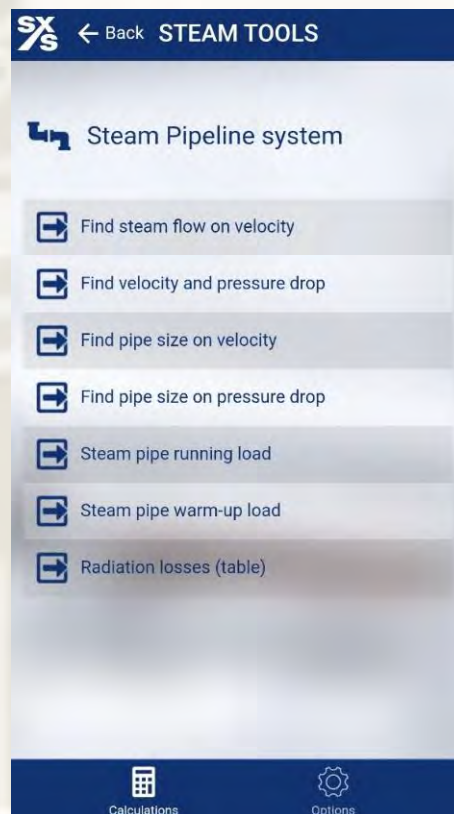 SXS
← Back STEAM TOOLS
Steam Pipeline system
Find steam flow on velocity
Find velocity and pressure drop
Find pipe size on velocity
Find pipe size on pressure drop
Steam pipe running load
Steam pipe warm-up load
Radiation losses (table)
Calculations Options